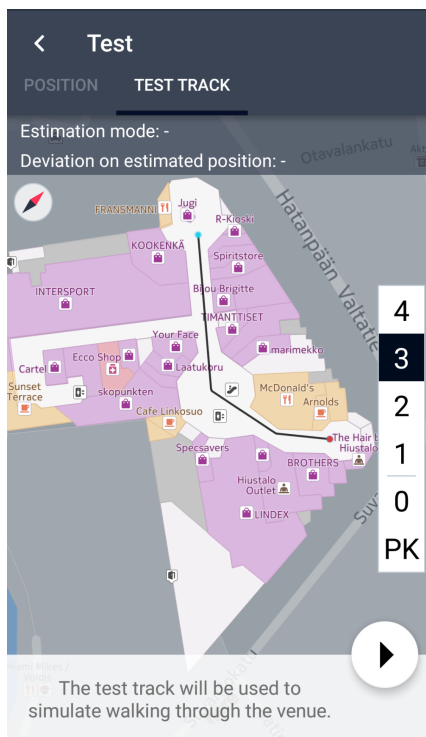 Test
POSITION
TEST TRACK
Estimation mode: -
Deviation on estimated position: -
Otavalankatu
Hatanpään Valtatie
FRANSMANNI
Jugi
R-Kioski
KOOKENKÄ
Spiritstore
INTERSPORT
Bijou Brigitte
TIMANTTISET
Your Face
marimekko
Ecco Shop
Cartel
Laatukoru
skopunkten
McDonald's
Arnolds
Sunset
Terrace
Cafe Linkosuo
Specsavers
The Hair
Hiustalo
BROTHERS
Hiustalo
Outlet
LINDEX
4
3
2
1
0
PK
The test track will be used to
simulate walking through the venue.